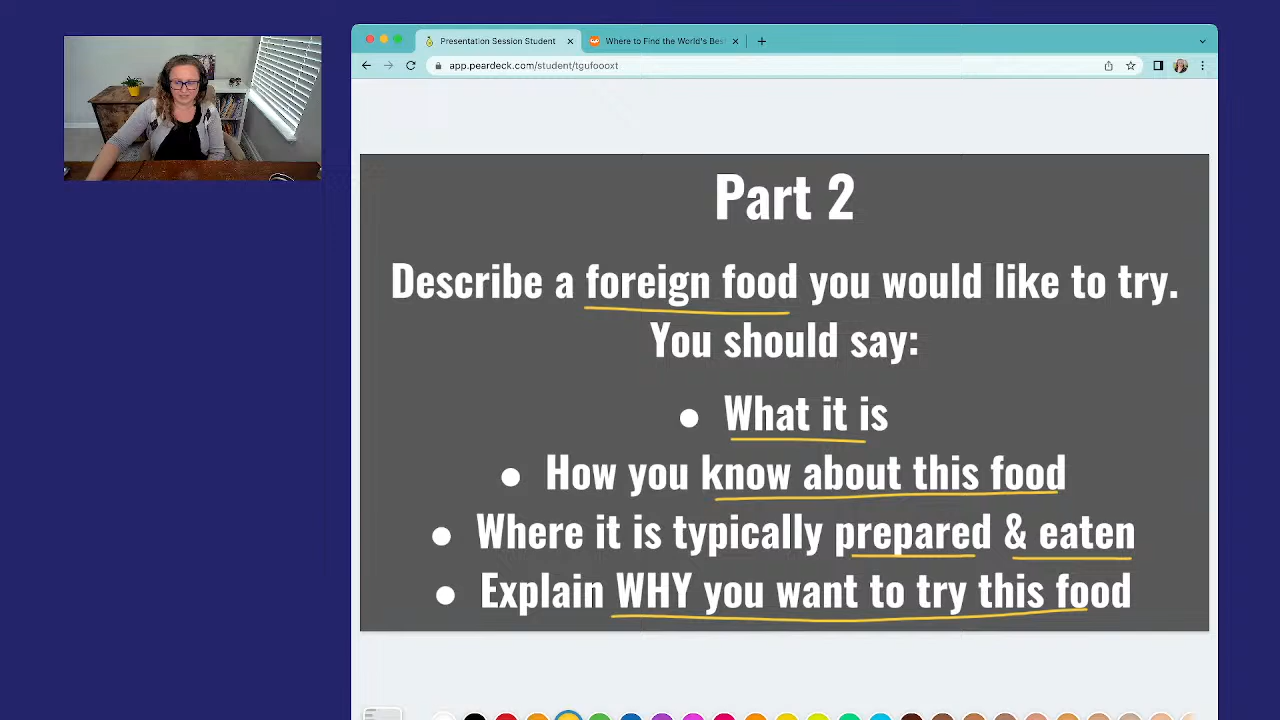 Presentation Session Student
Where to Find the World's Bes
app.peardeck.com/student/tgufoooxt
Part 2
Describe a foreign food you would like to try.
You should say:
● What it is
● How you know about this food
● Where it is typically prepared & eaten
● Explain WHY you want to try this food